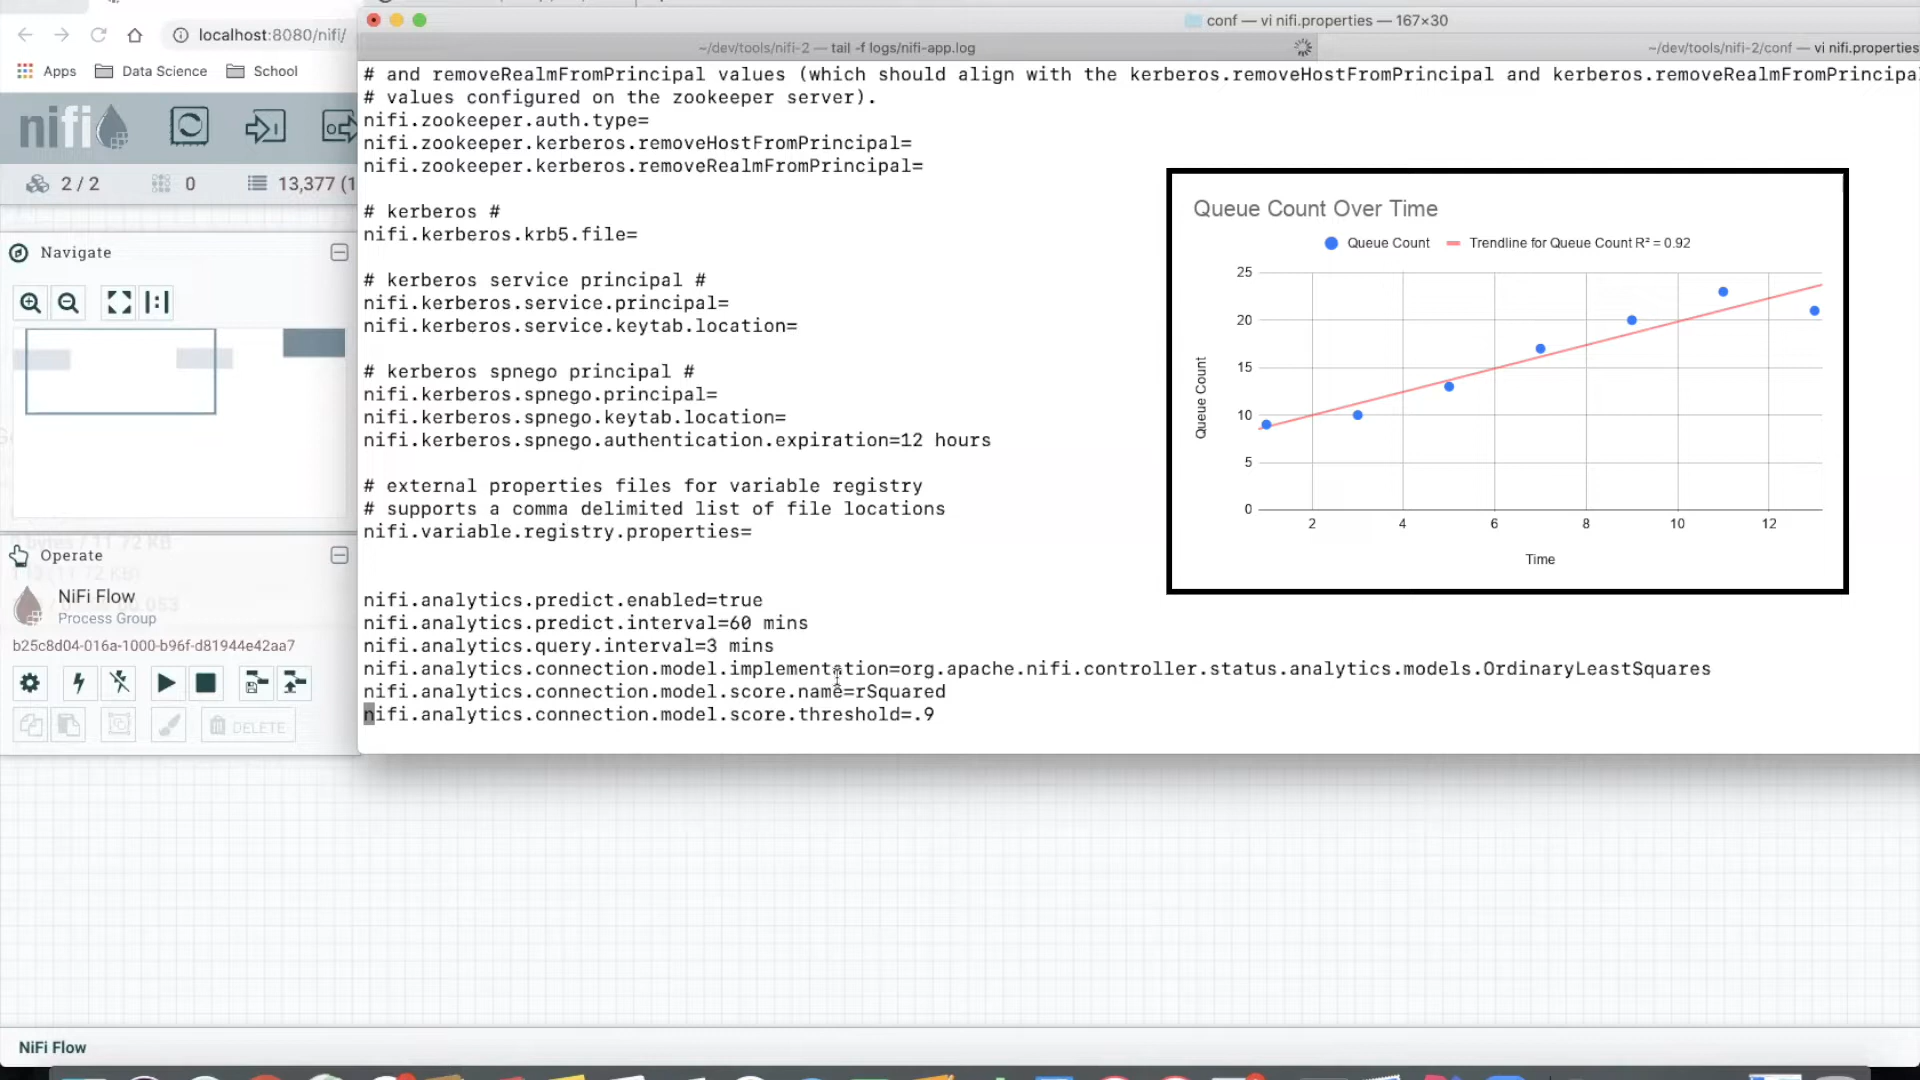 conf — vi nifi.properties — 167×30
localhost:8080/nifi/
~/dev/tools/nifi-2 — tail -f logs/nifi-app.log
~/dev/tools/nifi-2/conf — vi nifi.properties
Apps
Data Science
School
nifi
2 / 2
0
13,377 (1
Navigate
Operate
NiFi Flow
Process Group
b25c8d04-016a-1000-b96f-d81944e42aa7
DELETE
# and removeRealmFromPrincipal values (which should align with the kerberos.removeHostFromPrincipal and kerberos.removeRealmFromPrincipa
# values configured on the zookeeper server).
nifi.zookeeper.auth.type=
nifi.zookeeper.kerberos.removeHostFromPrincipal=
nifi.zookeeper.kerberos.removeRealmFromPrincipal=
# kerberos #
nifi.kerberos.krb5.file=
# kerberos service principal #
nifi.kerberos.service.principal=
nifi.kerberos.service.keytab.location=
# kerberos spnego principal #
nifi.kerberos.spnego.principal=
nifi.kerberos.spnego.keytab.location=
nifi.kerberos.spnego.authentication.expiration=12 hours
# external properties files for variable registry
# supports a comma delimited list of file locations
nifi.variable.registry.properties=
nifi.analytics.predict.enabled=true
nifi.analytics.predict.interval=60 mins
nifi.analytics.query.interval=3 mins
nifi.analytics.connection.model.implementation=org.apache.nifi.controller.status.analytics.models.OrdinaryLeastSquares
nifi.analytics.connection.model.score.name=rSquared
nifi.analytics.connection.model.score.threshold=.9
Queue Count Over Time
Queue Count
Trendline for Queue Count R² = 0.92
25
20
15
10
5
0
Queue Count
2
4
6
8
10
12
Time
NiFi Flow